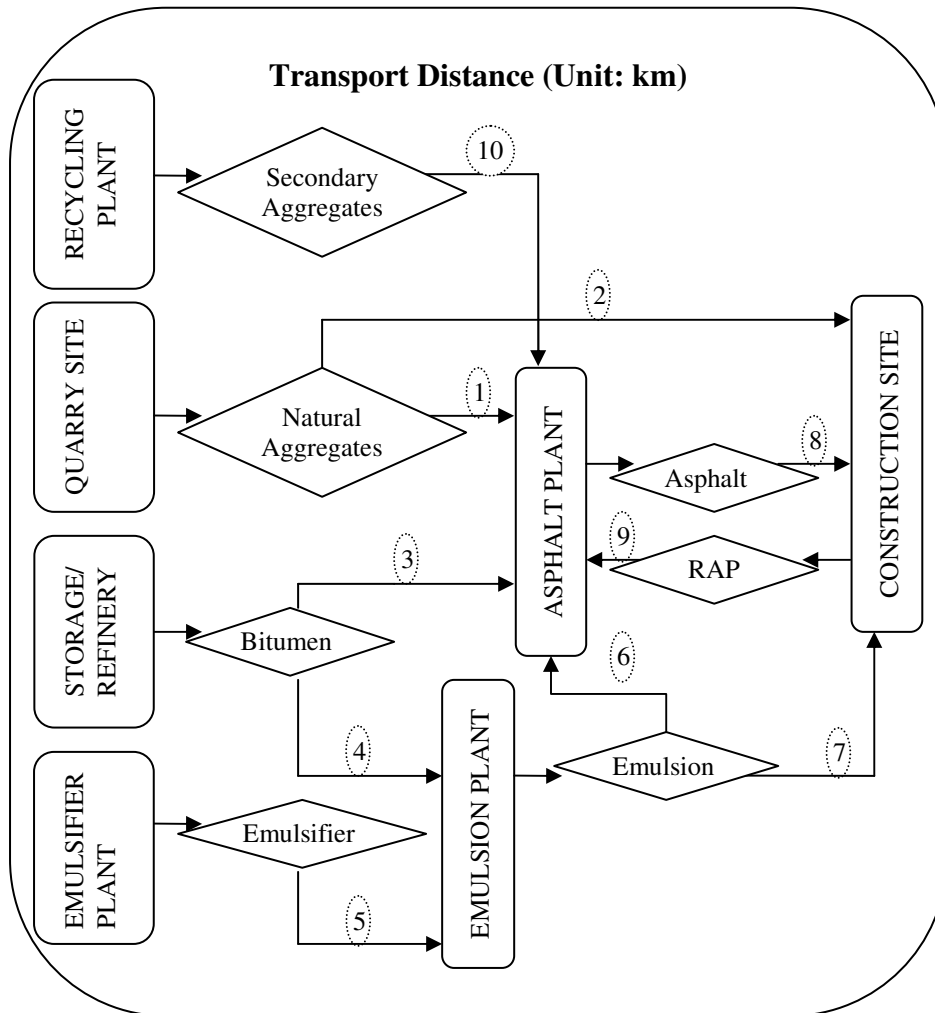 Transport Distance (Unit: km)
RECYCLING
PLANT
Secondary
Aggregates
10
QUARRY SITE
Natural
Aggregates
2
1
ASPHALT PLANT
Asphalt
8
RAP
9
CONSTRUCTION SITE
STORAGE/
REFINERY
Bitumen
3
4
EMULSIFIER
PLANT
Emulsifier
5
EMULSION PLANT
Emulsion
6
7